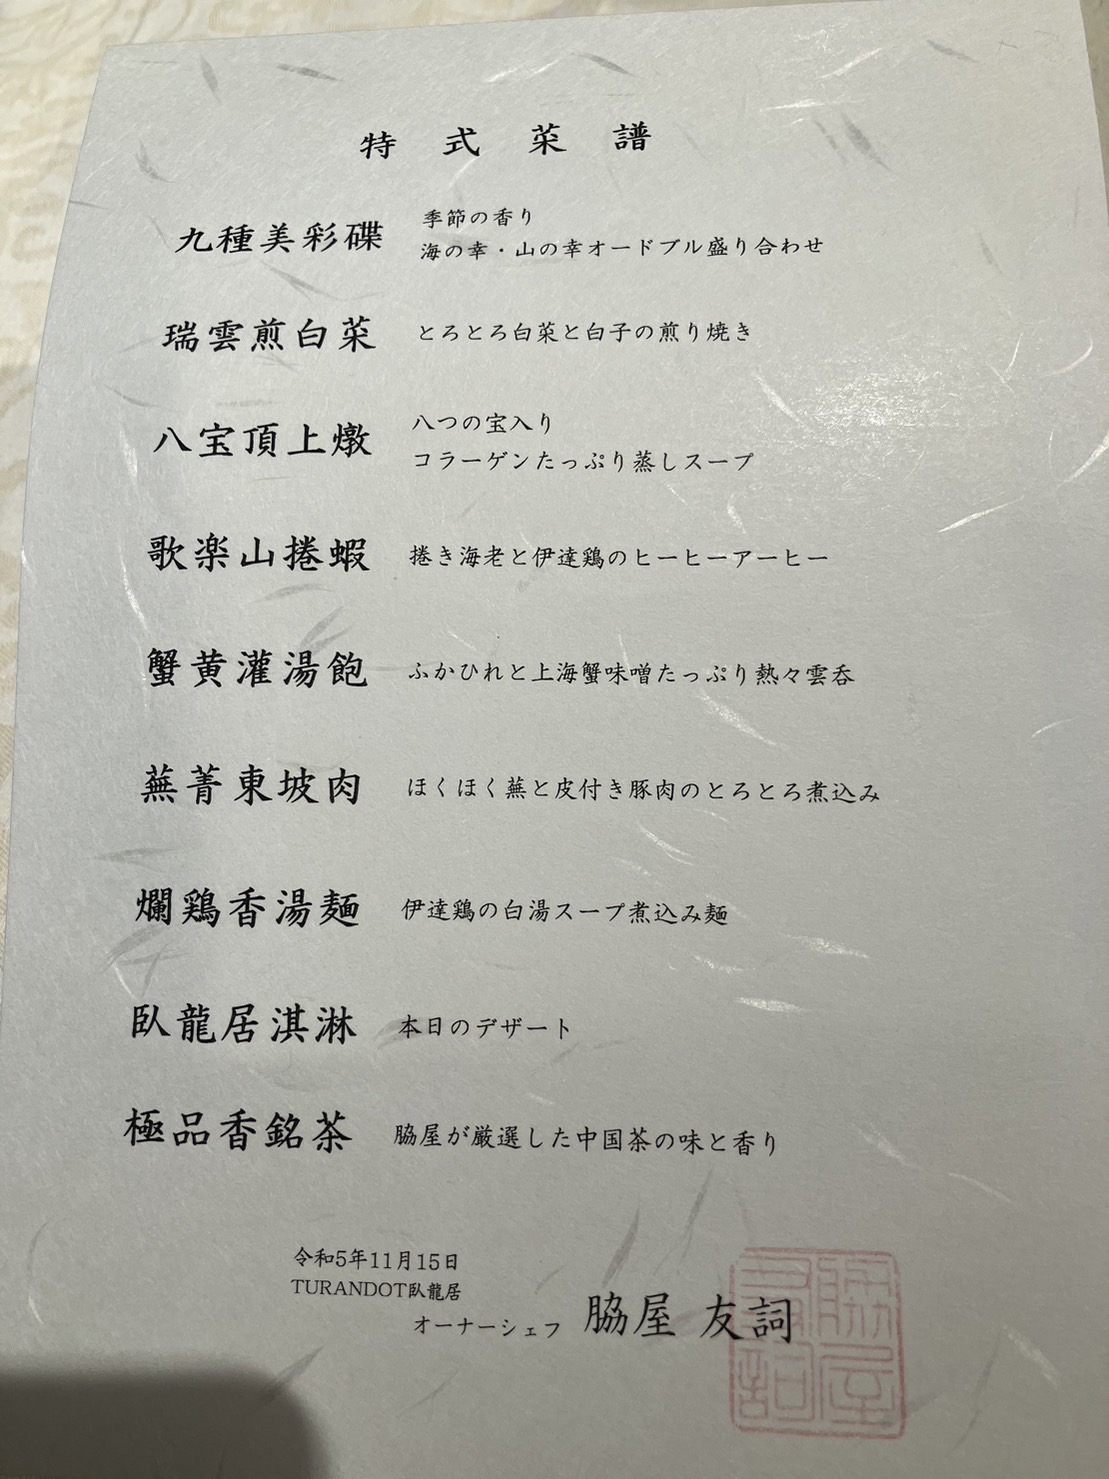 特式菜譜
九種美彩碟 季節の香り
海の幸・山の幸オードブル盛り合わせ
瑞雲煎白菜 とろとろ白菜と白子の煎り焼き
八宝頂上燉 八つの宝入り
コラーゲンたっぷり蒸しスープ
歌楽山捲蝦 捲き海老と伊達鶏のヒーヒーアーヒー
蟹黄灌湯飽 ふかひれと上海蟹味噌たっぷり熱々雲呑
蕪菁東坡肉 ほくほく蕪と皮付き豚肉のとろとろ煮込み
爛鶏香湯麺 伊達鶏の白湯スープ煮込み麺
臥龍居淇淋 本日のデザート
極品香銘茶 脇屋が厳選した中国茶の味と香り
令和5年11月15日
TURANDOT臥龍居
オーナーシェフ 脇屋 友詞
脇屋友詞